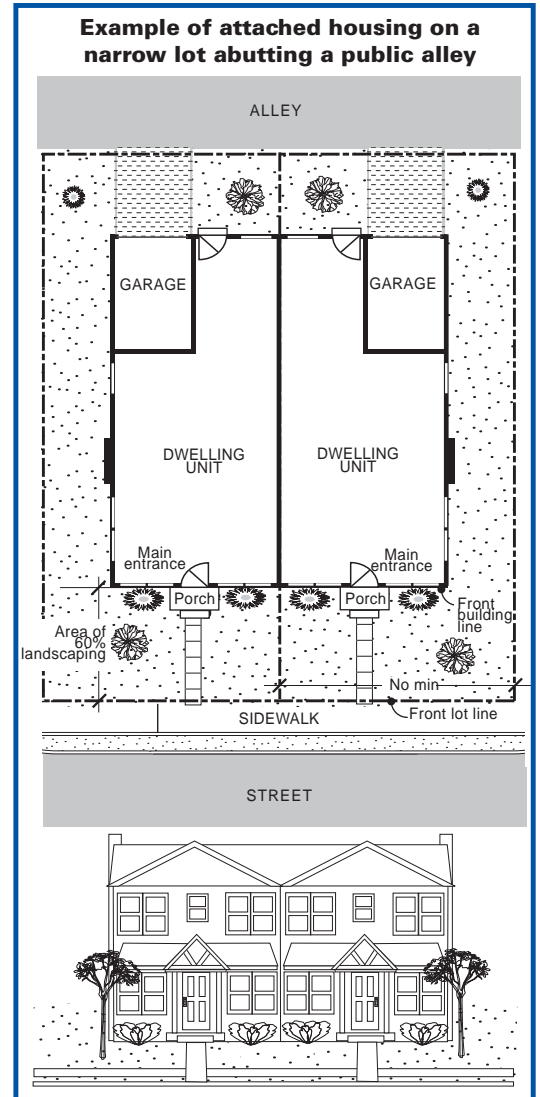 Example of attached housing on a
narrow lot abutting a public alley
ALLEY
GARAGE
GARAGE
DWELLING
UNIT
DWELLING
UNIT
Main
entrance
Main
entrance
Porch
Porch
Front
building
line
Area of
60%
landscaping
No min
Front lot line
SIDEWALK
STREET